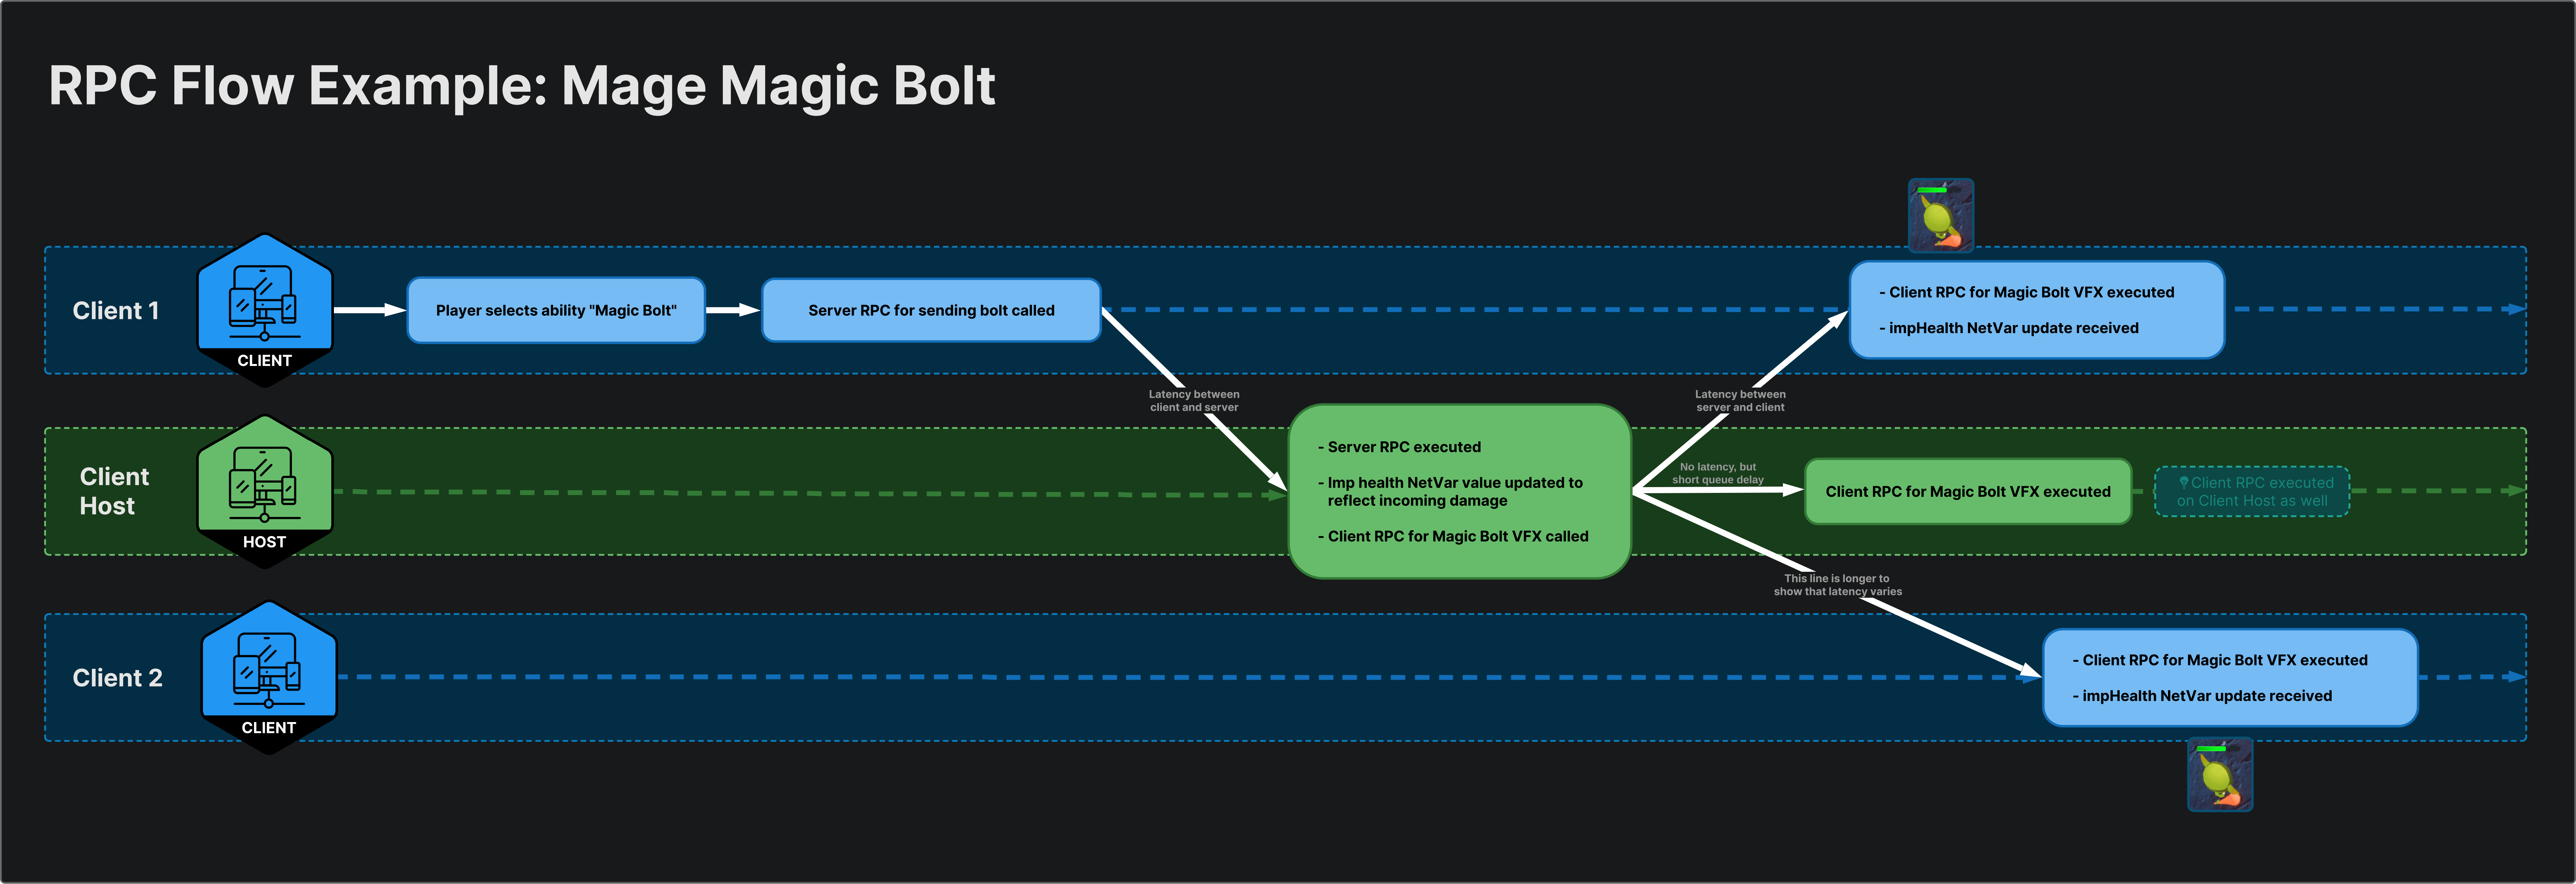 RPC Flow Example: Mage Magic Bolt
Client 1
CLIENT
Player selects ability "Magic Bolt"
Server RPC for sending bolt called
- Client RPC for Magic Bolt VFX executed
- impHealth NetVar update received
Latency between
client and server
Latency between
server and client
Client
Host
HOST
- Server RPC executed
- Imp health NetVar value updated to
reflect incoming damage
- Client RPC for Magic Bolt VFX called
No latency, but
short queue delay
Client RPC for Magic Bolt VFX executed
Client RPC executed
on Client Host as well
This line is longer to
show that latency varies
Client 2
CLIENT
- Client RPC for Magic Bolt VFX executed
- impHealth NetVar update received